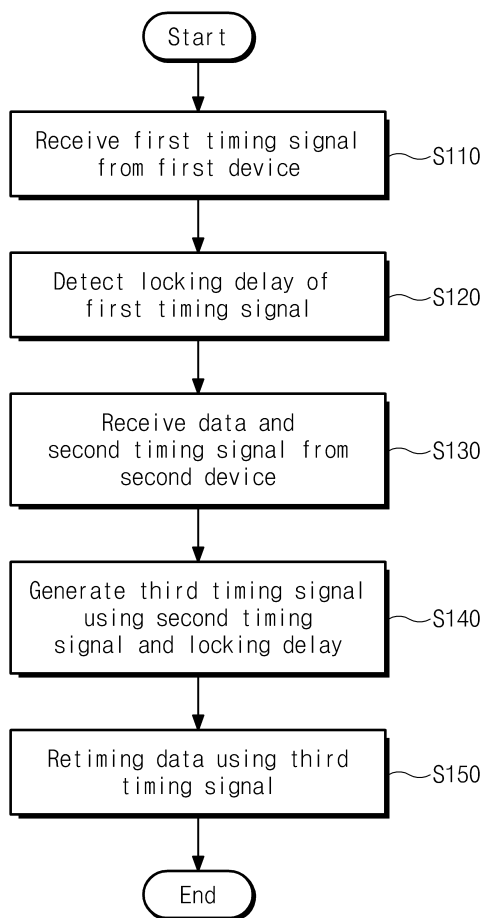 Start
Receive first timing signal
from first device
S110
Detect locking delay of
first timing signal
S120
Receive data and
second timing signal from
second device
S130
Generate third timing signal
using second timing
signal and locking delay
S140
Retiming data using third
timing signal
S150
End